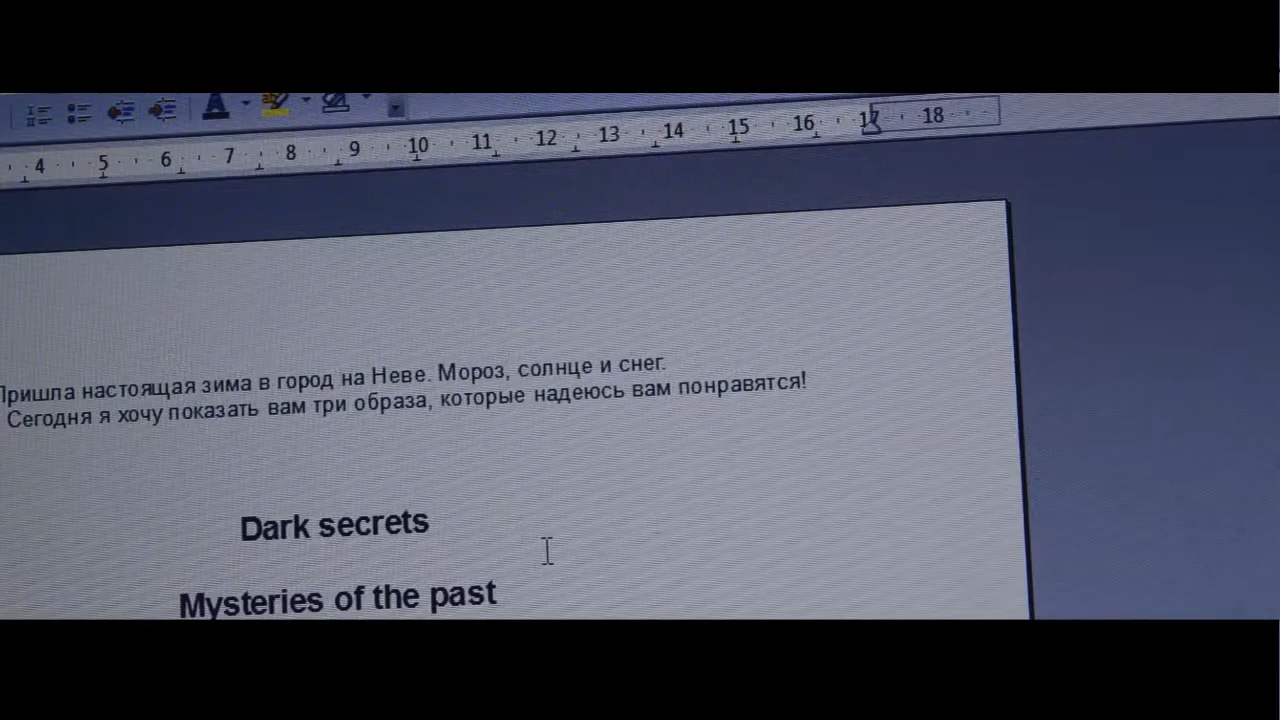 4 5 6 7 8 9 10 11 12 13 14 15 16 17 18
Пришла настоящая зима в город на Неве. Мороз, солнце и снег.
Сегодня я хочу показать вам три образа, которые надеюсь вам понравятся!
Dark secrets
Mysteries of the past